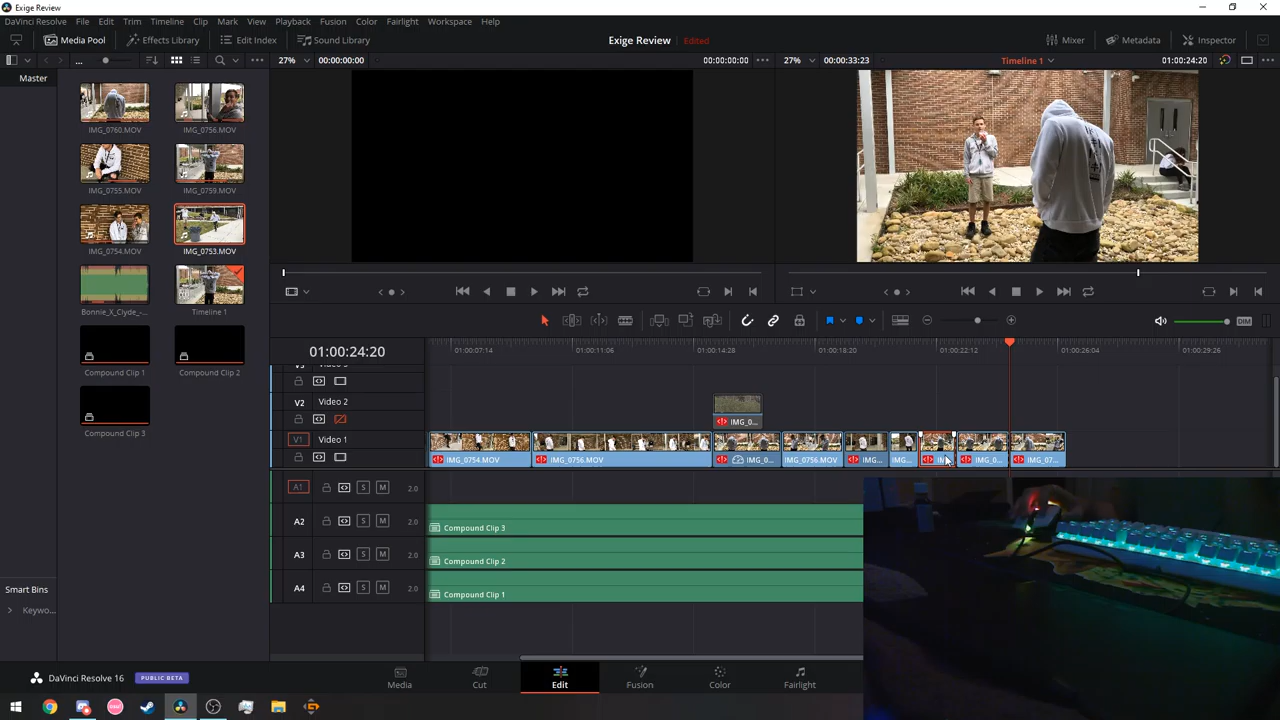 Exige Review
DaVinci Resolve File Edit Trim Timeline Clip Mark View Playback Fusion Color Fairlight Workspace Help
Media Pool Effects Library Edit Index Sound Library Exige Review Edited Mixer Metadata Inspector
... 27% 00:00:00:00 00:00:00:00 27% 00:00:33:23 Timeline 1 01:00:24:20
Master
IMG_0760.MOV IMG_0756.MOV
IMG_0755.MOV IMG_0759.MOV
IMG_0754.MOV IMG_0753.MOV
Bonnie_X_Clyde_-... Timeline 1
Compound Clip 1 Compound Clip 2
Compound Clip 3
DIM
01:00:24:20 01:00:07:14 01:00:11:06 01:00:14:28 01:00:18:20 01:00:22:12 01:00:26:04 01:00:29:26
V2 Video 2
IMG_0...
V1 Video 1
IMG_0754.MOV IMG_0756.MOV IMG_0... IMG_0756.MOV IMG... IMG... IMG_0... IMG_07...
A1 S M 2.0
A2 S M 2.0 Compound Clip 3
A3 S M 2.0 Compound Clip 2
A4 S M 2.0 Compound Clip 1
Smart Bins
Keywo...
DaVinci Resolve 16 PUBLIC BETA Media Cut Edit Fusion Color Fairlight